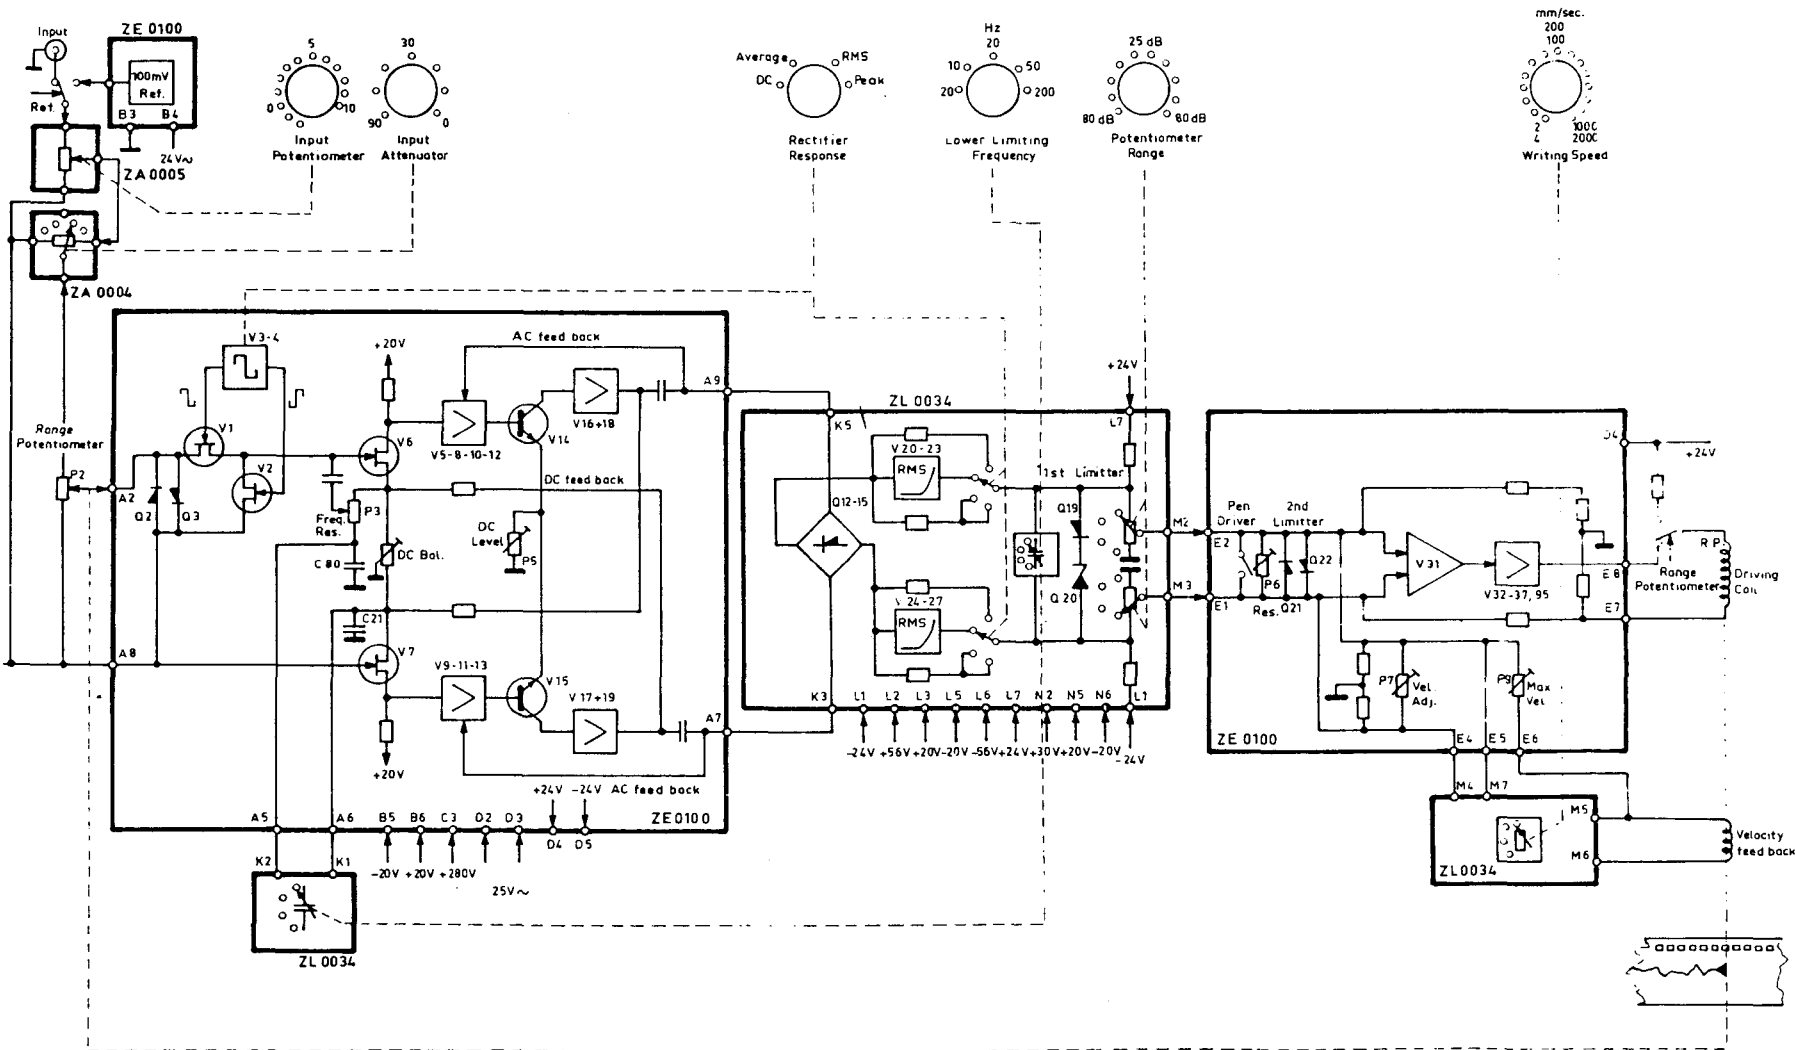 Input
ZE 0100
100mV
Ref.
Ref.
B3 B4
24V~
ZA 0005
ZA 0004
5
0 10
Input
Potentiometer
30
90 0
Input
Attenuator
Average RMS
DC Peak
Rectifier
Response
Hz
20
10 50
20 200
Lower Limiting
Frequency
25 dB
80 dB 80 dB
Potentiometer
Range
mm/sec.
200
100
2 1000
4 2000
Writing Speed
Range
Potentiometer
P2
A2
A8
V3-4
V1
V2
Q2 Q3
+20V
V6
Freq.
Res.
P3
C80
DC Bal.
C21
V7
+20V
AC feed back
V5-8-10-12
V14
V16+18
DC feed back
DC
Level
P5
V9-11-13
V15
V17+19
AC feed back
A9
A7
+24V -24V
A5 A6 B5 B6 C3 D2 D3 D4 D5
ZE0100
-20V +20V +280V
25V~
K2 K1
ZL 0034
ZL 0034
+24V
K5
L7
V20-23
RMS
Q12-15
1st Limitter
Q19
Q20
V24-27
RMS
M2
M3
K3 L1 L2 L3 L5 L6 L7 N2 N5 N6 L1
-24V +56V +20V -20V -56V +24V +30V +20V -20V -24V
D4
+24V
Pen
Driver
2nd
Limitter
E2
E1
P6
Res.
Q21
Q22
V31
V32-37, 95
E8
E7
R.P.
Range
Potentiometer
Driving
Coil
P7
Vel.
Adj.
P9
Max
Vel
ZE 0100
E4 E5 E6
M4 M7
M5
M6
ZL0034
Velocity
feed back